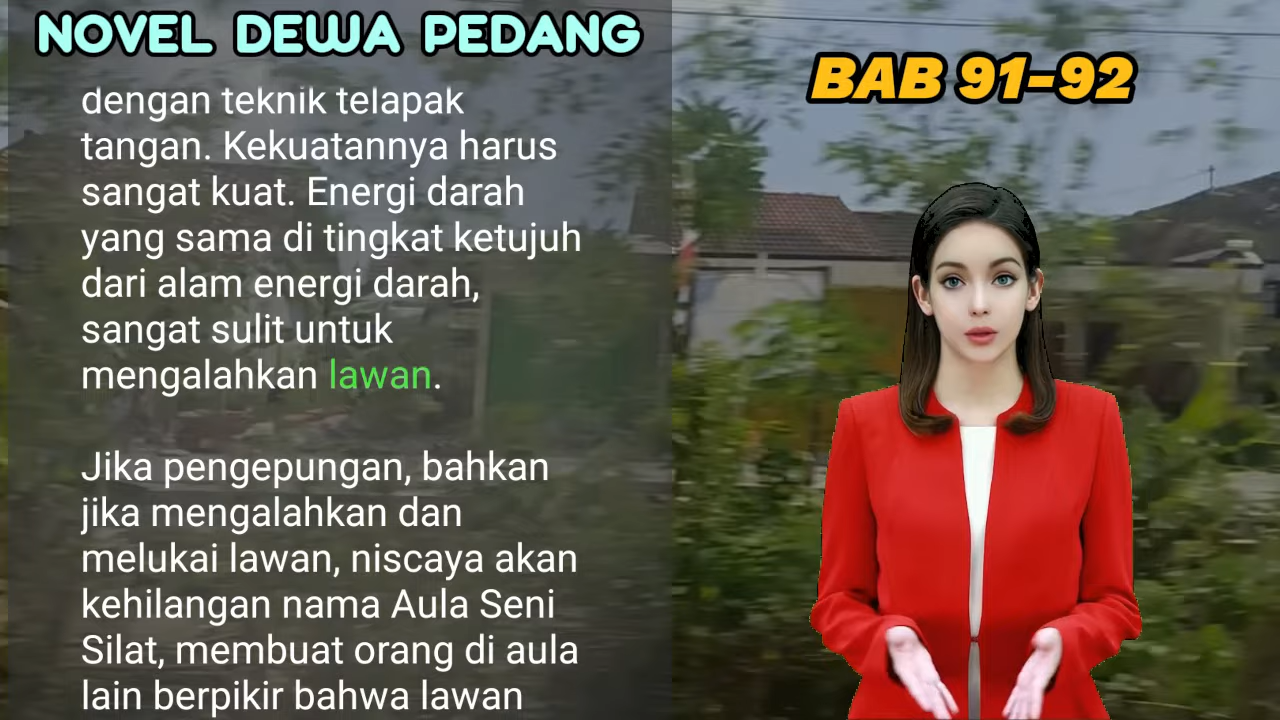 NOVEL DEWA PEDANG
BAB 91-92
dengan teknik telapak
tangan. Kekuatannya harus
sangat kuat. Energi darah
yang sama di tingkat ketujuh
dari alam energi darah,
sangat sulit untuk
mengalahkan lawan.
Jika pengepungan, bahkan
jika mengalahkan dan
melukai lawan, niscaya akan
kehilangan nama Aula Seni
Silat, membuat orang di aula
lain berpikir bahwa lawan